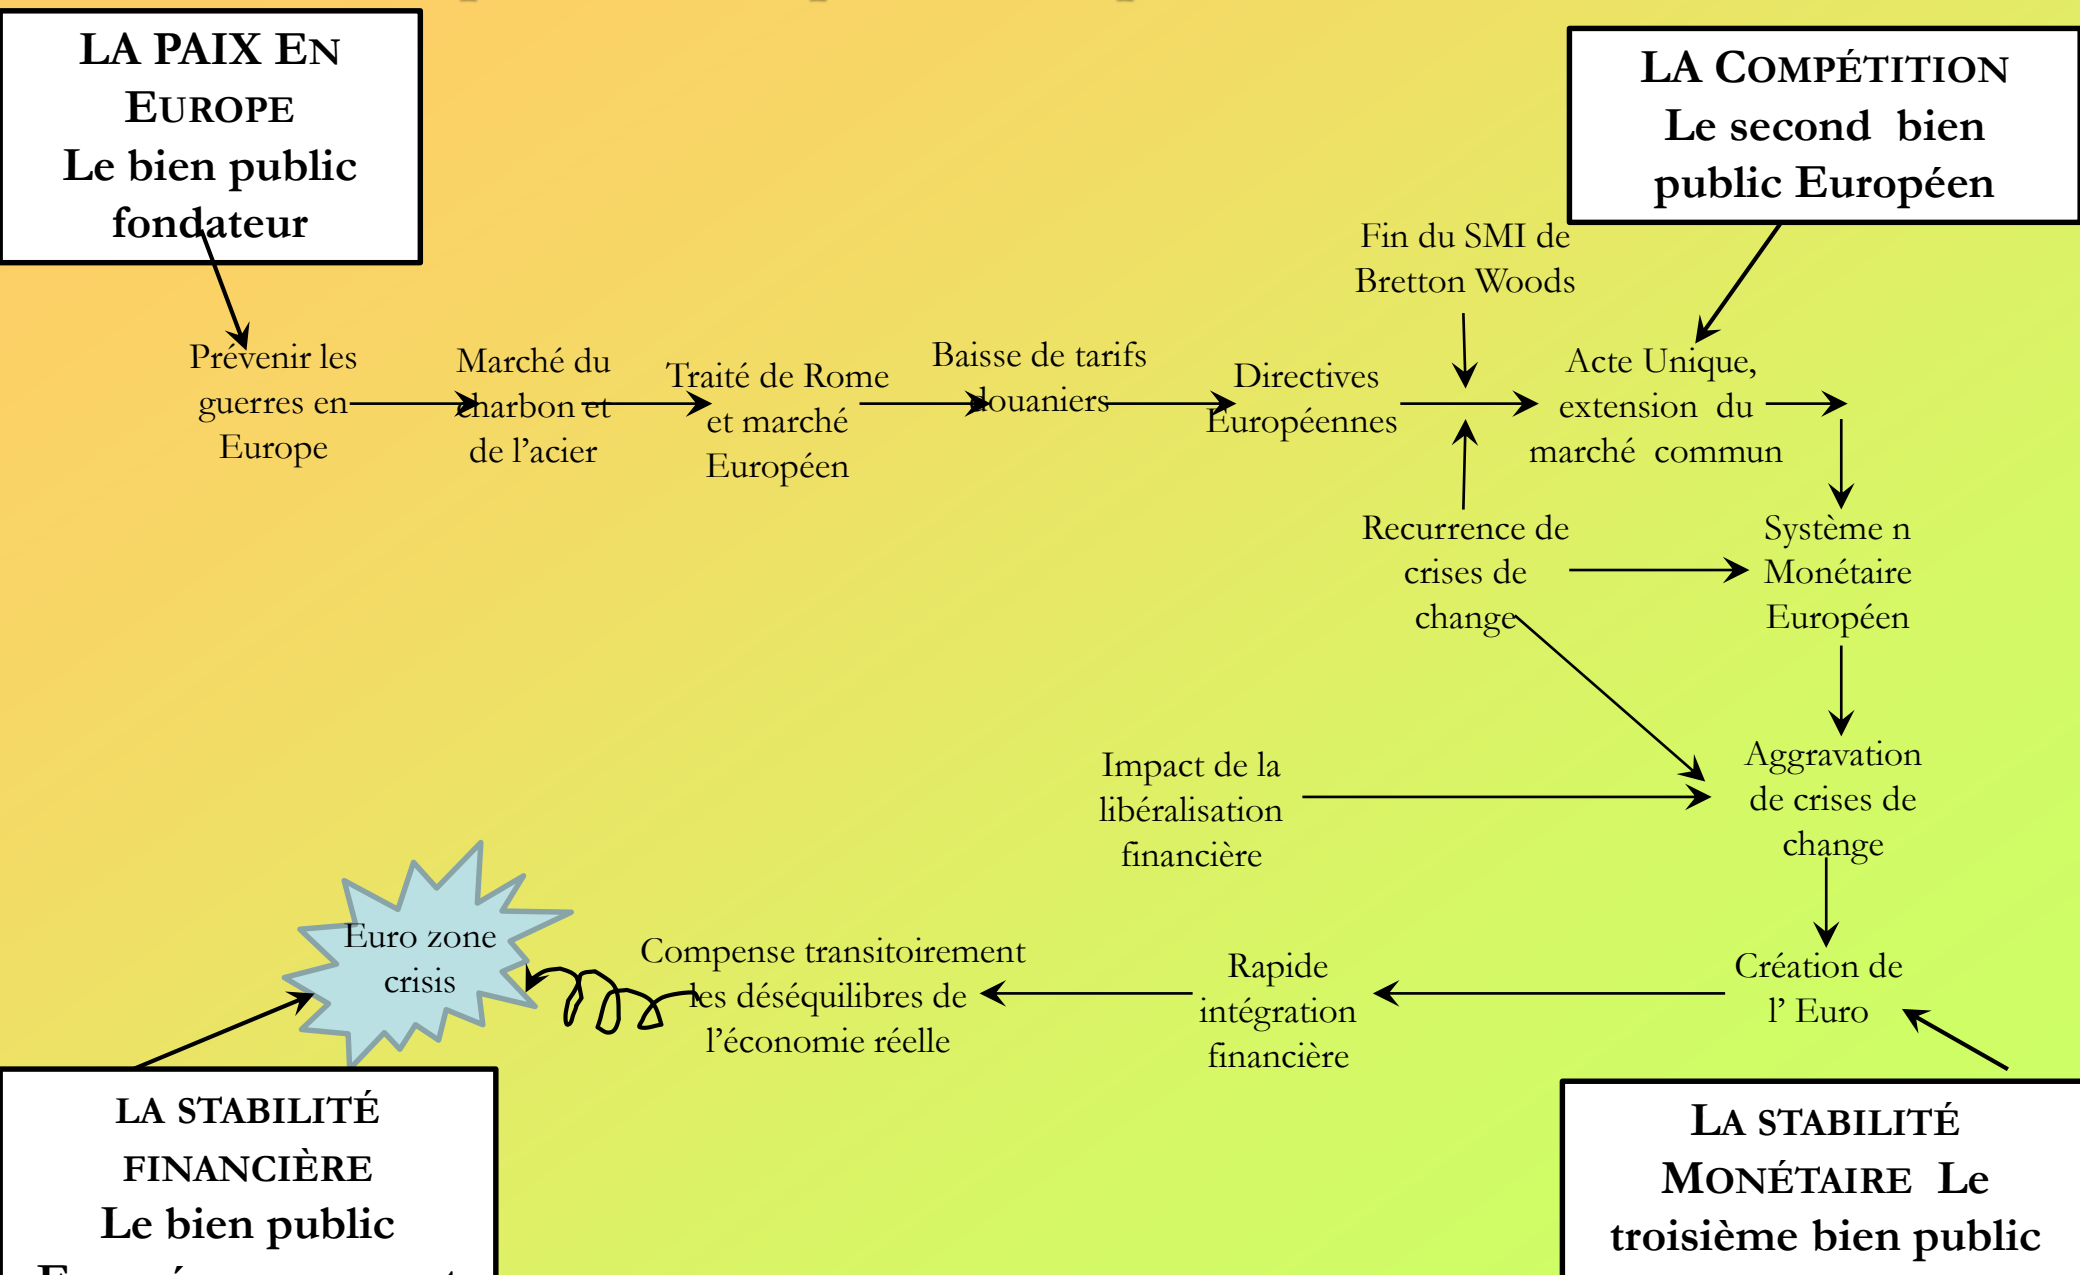 LA PAIX EN
EUROPE
Le bien public
fondateur
LA COMPÉTITION
Le second bien
public Européen
Fin du SMI de
Bretton Woods
Prévenir les
guerres en
Europe
Marché du
charbon et
de l’acier
Traité de Rome
et marché
Européen
Baisse de tarifs
douaniers
Directives
Européennes
Acte Unique,
extension du
marché commun
Recurrence de
crises de
change
Système n
Monétaire
Européen
Impact de la
libéralisation
financière
Aggravation
de crises de
change
Euro zone
crisis
Compense transitoirement
les déséquilibres de
l’économie réelle
Rapide
intégration
financière
Création de
l’ Euro
LA STABILITÉ
FINANCIÈRE
Le bien public
LA STABILITÉ
MONÉTAIRE Le
troisième bien public